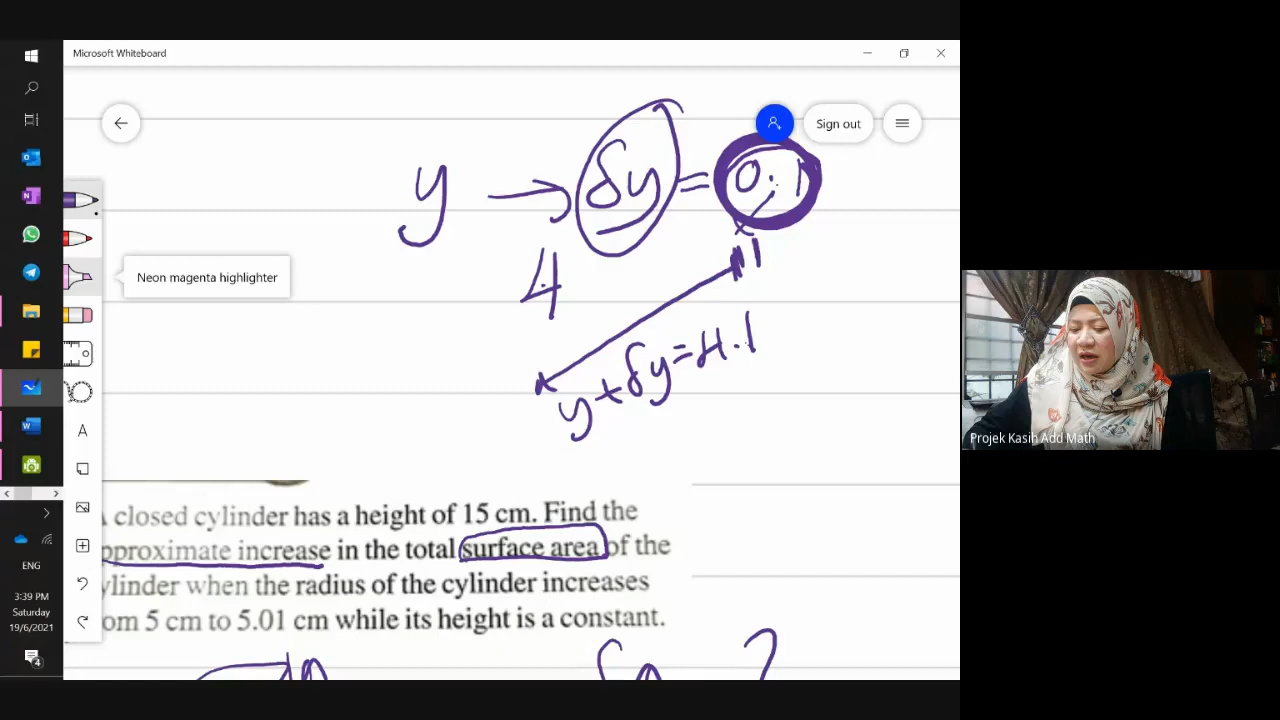 Microsoft Whiteboard
Sign out
y → δy = 0.1
4
y + δy = 4.1
Neon magenta highlighter
closed cylinder has a height of 15 cm. Find the
pproximate increase in the total surface area of the
ylinder when the radius of the cylinder increases
om 5 cm to 5.01 cm while its height is a constant.
?
Projek Kasih Add Math
ENG
3:39 PM
Saturday
19/6/2021
4
A